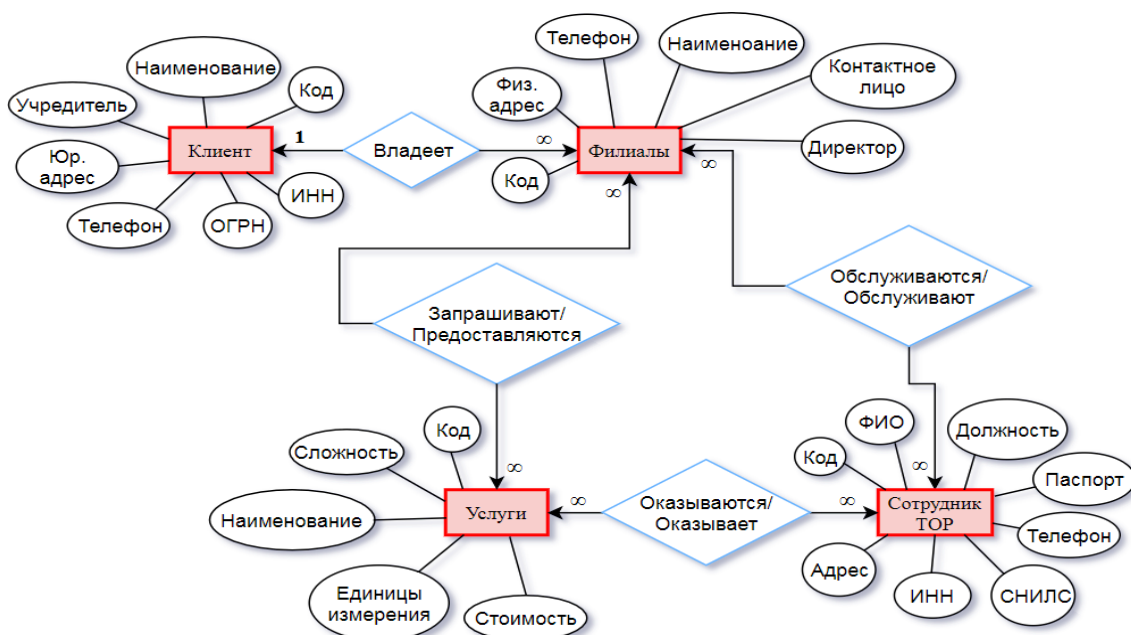 Телефон
Наименоание
Наименование
Контактное
лицо
Код
Физ.
адрес
Учредитель
1
∞
Клиент
Владеет
Филиалы
Директор
∞
Юр.
адрес
Код
∞
ИНН
Телефон
ОГРН
Обслуживаются/
Обслуживают
Запрашивают/
Предоставляются
ФИО
Код
Должность
Сложность
Код
∞
∞
Паспорт
Наименование
Услуги
∞
Оказываются/
Оказывает
∞
Сотрудник
ТОР
Телефон
Адрес
Единицы
измерения
Стоимость
ИНН
СНИЛС